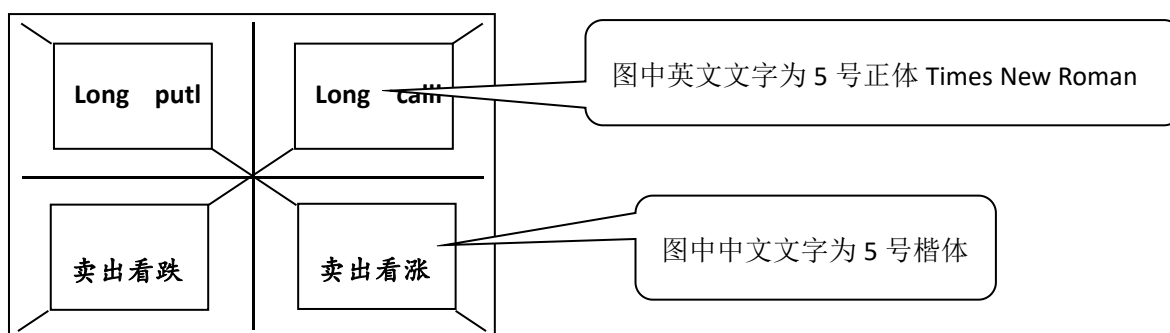 Long putl
Long calll
图中英文文字为 5 号正体 Times New Roman
卖出看跌
卖出看涨
图中中文文字为 5 号楷体